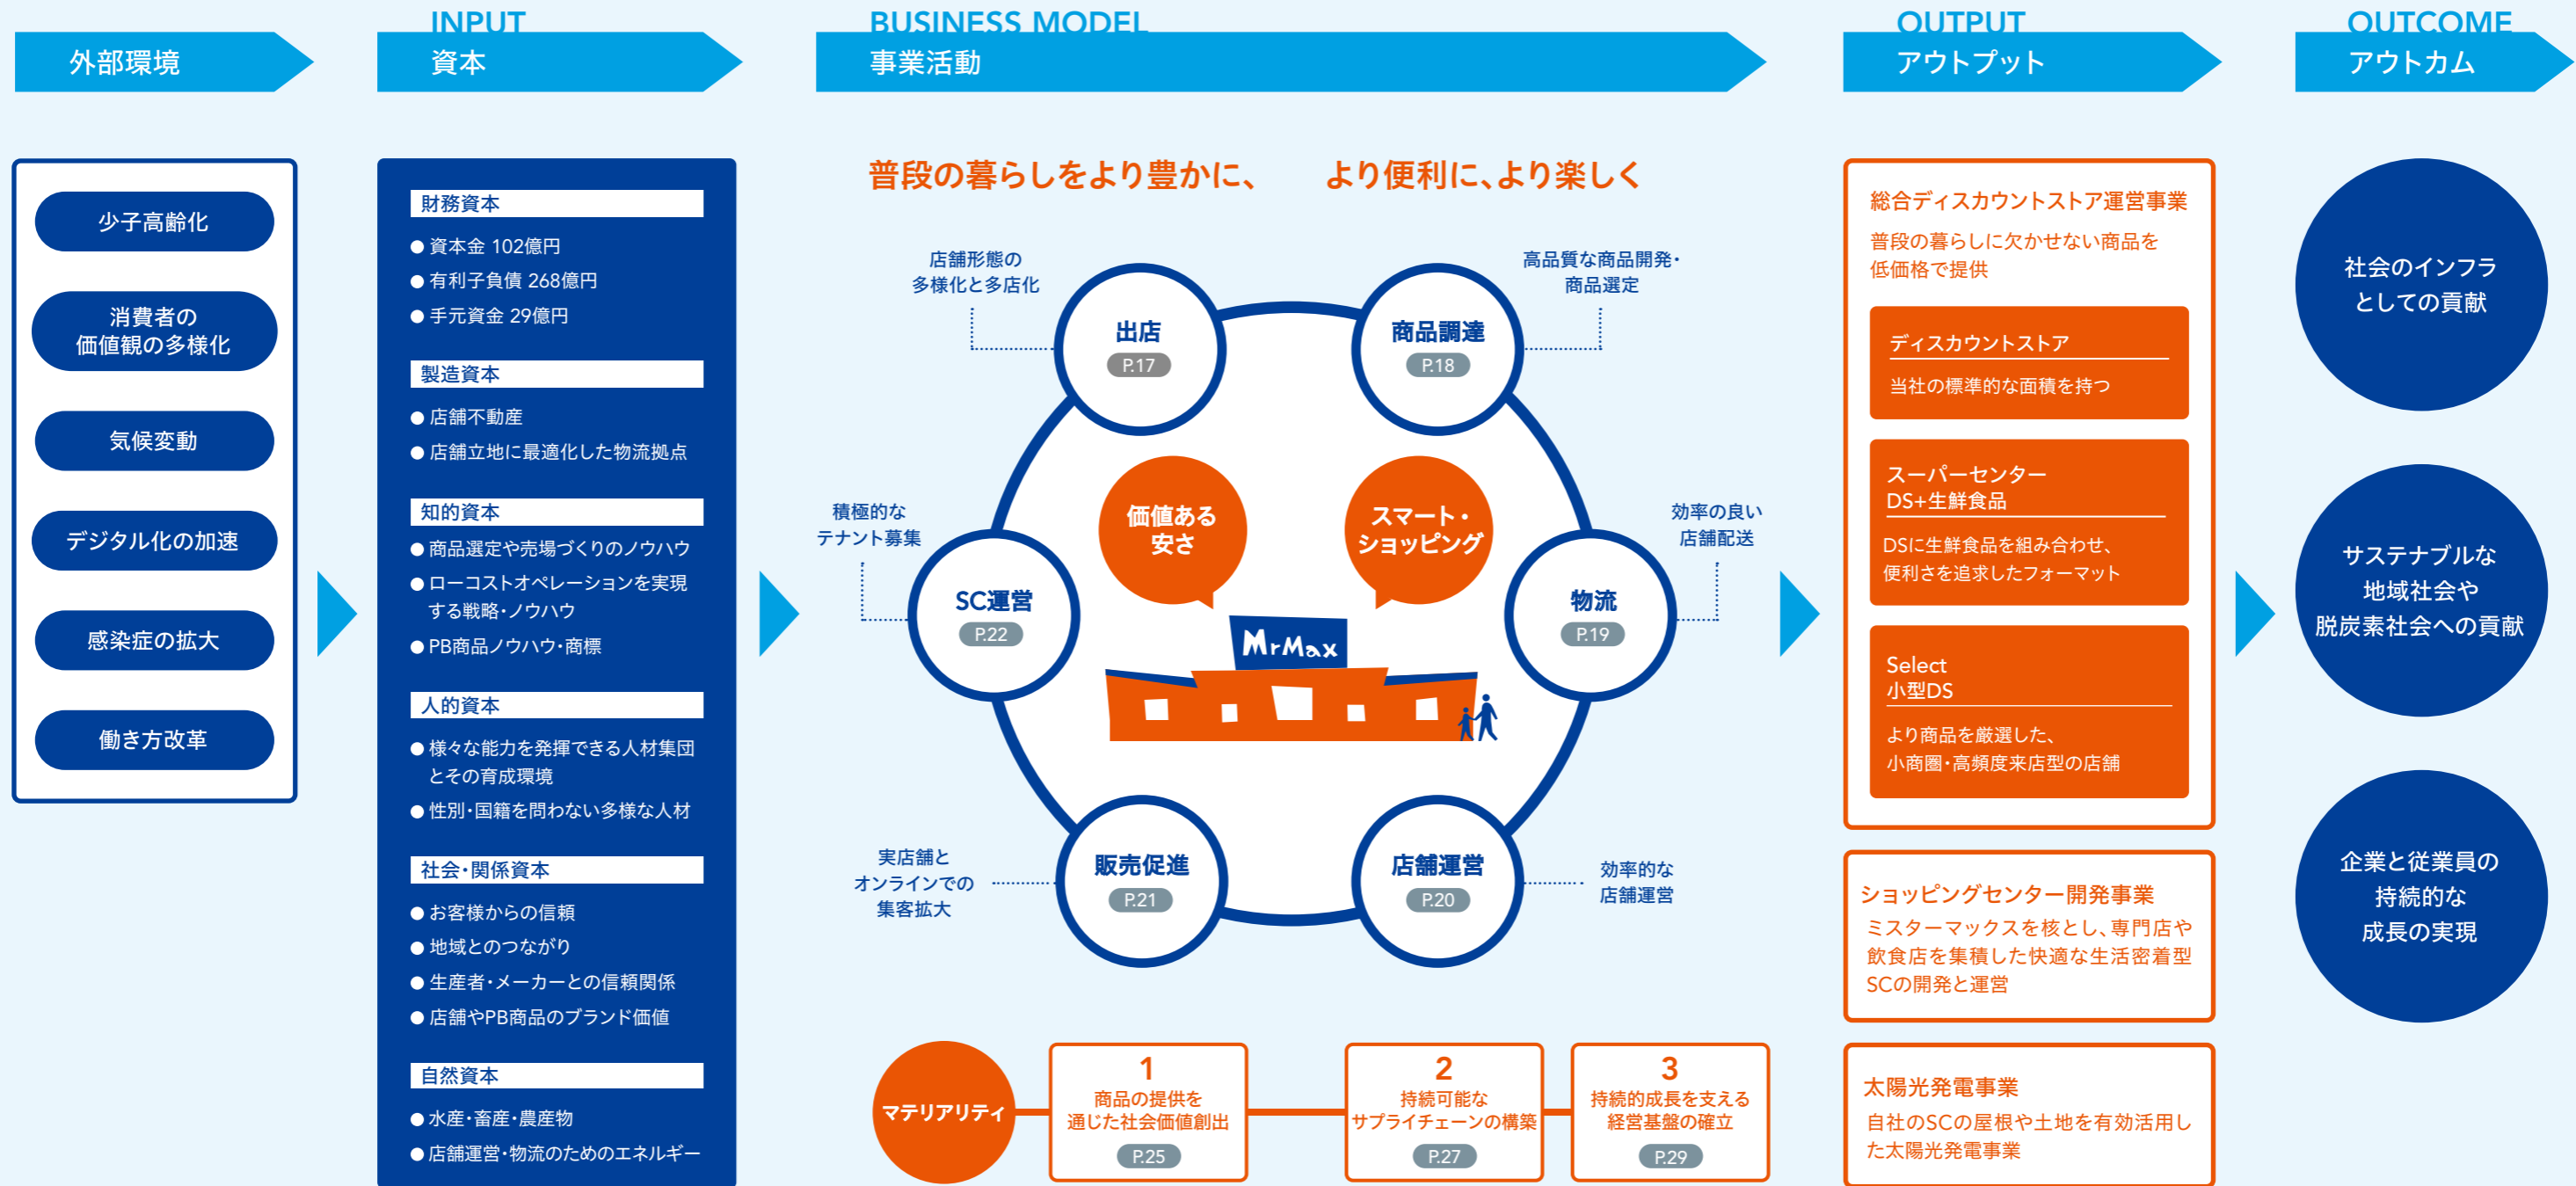 外部環境
INPUT
資本
BUSINESS MODEL
事業活動
OUTPUT
アウトプット
OUTCOME
アウトカム
少子高齢化
消費者の
価値観の多様化
気候変動
デジタル化の加速
感染症の拡大
働き方改革
財務資本
● 資本金 102億円
● 有利子負債 268億円
● 手元資金 29億円
製造資本
● 店舗不動産
● 店舗立地に最適化した物流拠点
知的資本
● 商品選定や売場づくりのノウハウ
● ローコストオペレーションを実現
する戦略・ノウハウ
● PB商品ノウハウ・商標
人的資本
● 様々な能力を発揮できる人材集団
とその育成環境
● 性別・国籍を問わない多様な人材
社会・関係資本
● お客様からの信頼
● 地域とのつながり
● 生産者・メーカーとの信頼関係
● 店舗やPB商品のブランド価値
自然資本
● 水産・畜産・農産物
● 店舗運営・物流のためのエネルギー
普段の暮らしをより豊かに、 より便利に、より楽しく
店舗形態の
多様化と多店化
出店
P.17
高品質な商品開発・
商品選定
商品調達
P.18
効率の良い
店舗配送
物流
P.19
効率的な
店舗運営
店舗運営
P.20
実店舗と
オンラインでの
集客拡大
販売促進
P.21
積極的な
テナント募集
SC運営
P.22
価値ある
安さ
スマート・
ショッピング
MrMax
マテリアリティ
1
商品の提供を
通じた社会価値創出
P.25
2
持続可能な
サプライチェーンの構築
P.27
3
持続的成長を支える
経営基盤の確立
P.29
総合ディスカウントストア運営事業
普段の暮らしに欠かせない商品を
低価格で提供
ディスカウントストア
当社の標準的な面積を持つ
スーパーセンター
DS+生鮮食品
DSに生鮮食品を組み合わせ、
便利さを追求したフォーマット
Select
小型DS
より商品を厳選した、
小商圏・高頻度来店型の店舗
ショッピングセンター開発事業
ミスターマックスを核とし、専門店や
飲食店を集積した快適な生活密着型
SCの開発と運営
太陽光発電事業
自社のSCの屋根や土地を有効活用し
た太陽光発電事業
社会のインフラ
としての貢献
サステナブルな
地域社会や
脱炭素社会への貢献
企業と従業員の
持続的な
成長の実現